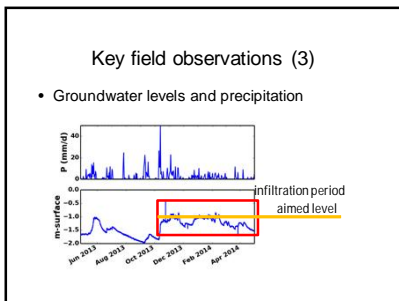 Key field observations (3)
• Groundwater levels and precipitation
P (mm/d)
40
20
0
m-surface
0.0
−0.5
−1.0
−1.5
−2.0
infiltration period
aimed level
Jun 2013
Aug 2013
Oct 2013
Dec 2013
Feb 2014
Apr 2014